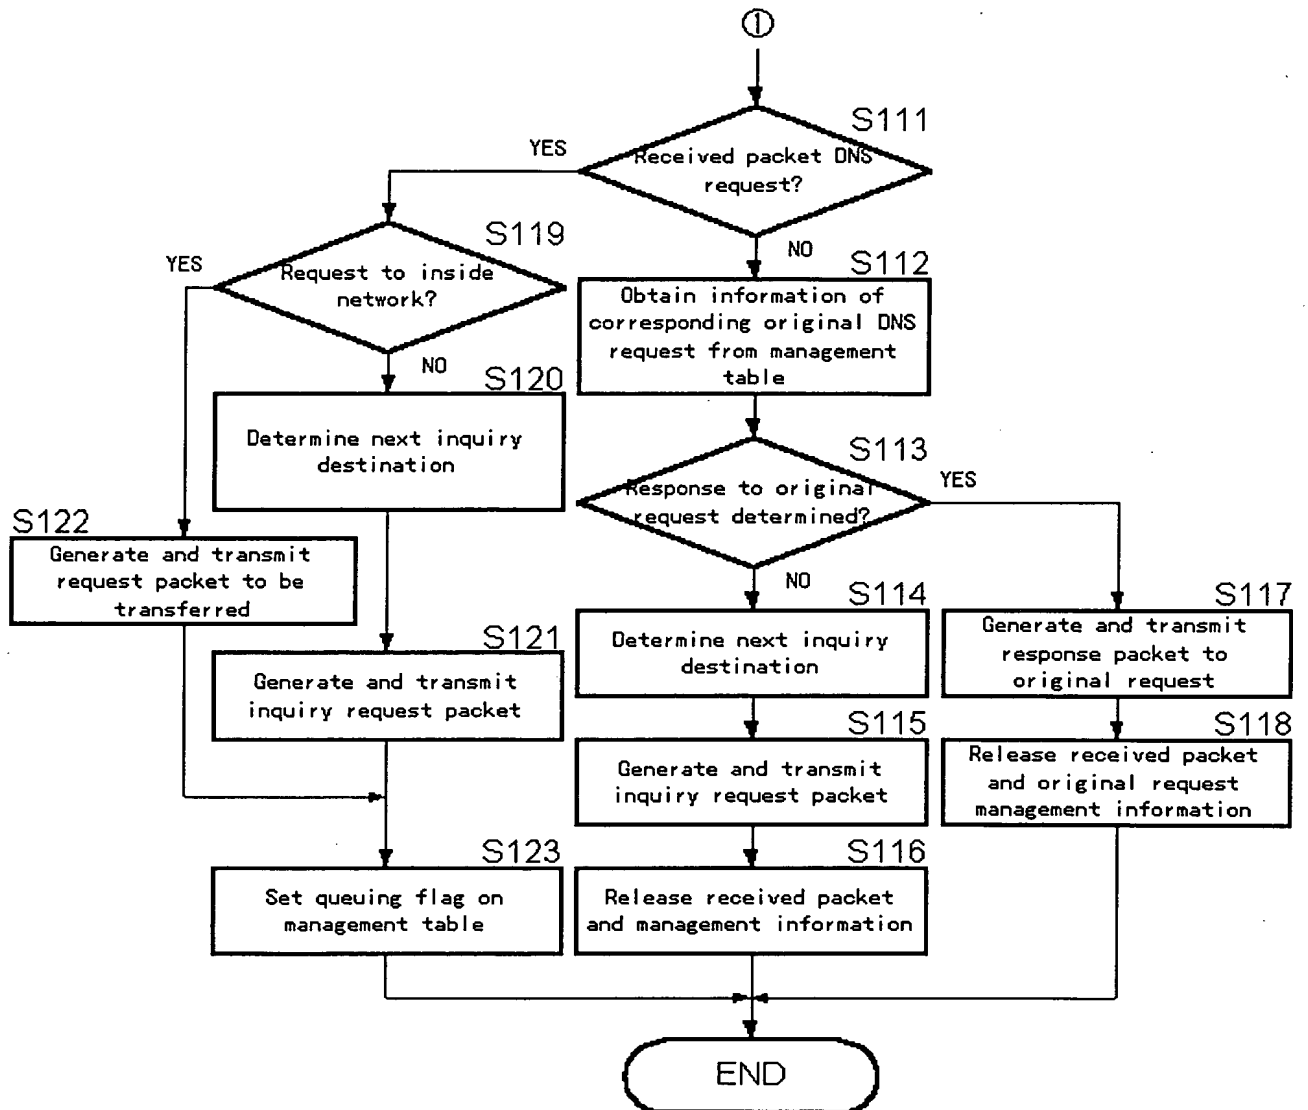 ①
S111
YES
Received packet DNS
request?
S119
YES
Request to inside
network?
NO
S112
Obtain information of
corresponding original DNS
request from management
table
NO
S120
Determine next inquiry
destination
S113
Response to original
request determined?
YES
S122
Generate and transmit
request packet to be
transferred
NO
S114
Determine next inquiry
destination
S117
Generate and transmit
response packet to
original request
S121
Generate and transmit
inquiry request packet
S115
Generate and transmit
inquiry request packet
S118
Release received packet
and original request
management information
S123
Set queuing flag on
management table
S116
Release received packet
and management information
END